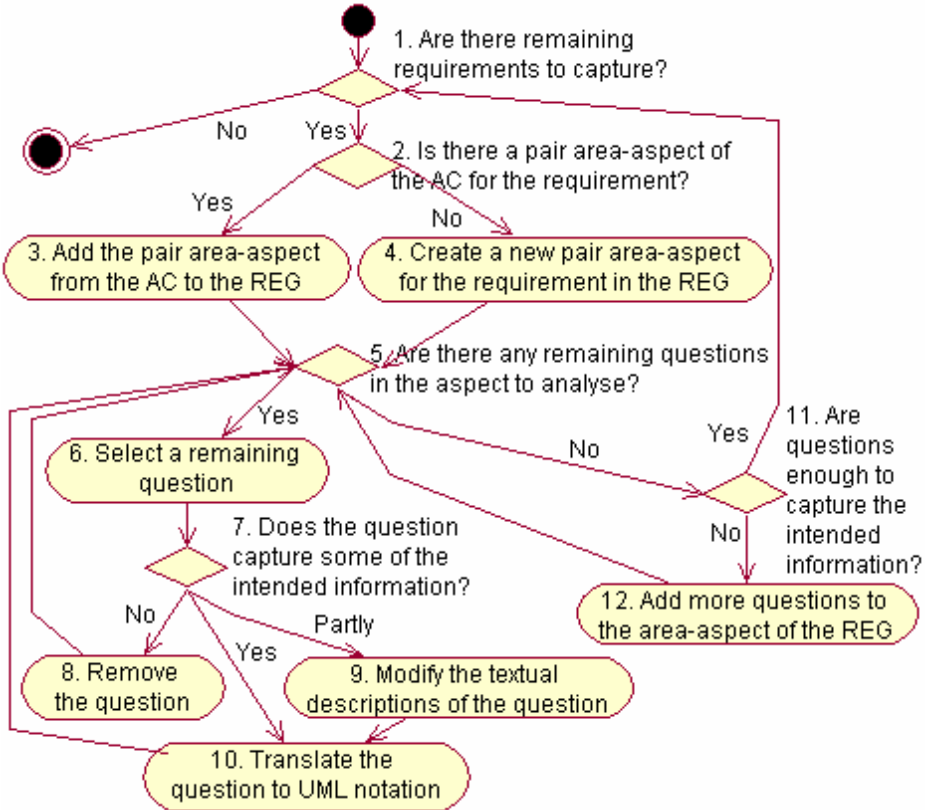 1. Are there remaining
requirements to capture?
No
Yes
2. Is there a pair area-aspect of
the AC for the requirement?
Yes
No
3. Add the pair area-aspect
from the AC to the REG
4. Create a new pair area-aspect
for the requirement in the REG
5. Are there any remaining questions
in the aspect to analyse?
Yes
No
Yes
11. Are
questions
enough to
capture the
intended
information?
6. Select a remaining
question
7. Does the question
capture some of the
intended information?
No
12. Add more questions to
the area-aspect of the REG
No
Yes
Partly
8. Remove
the question
9. Modify the textual
descriptions of the question
10. Translate the
question to UML notation